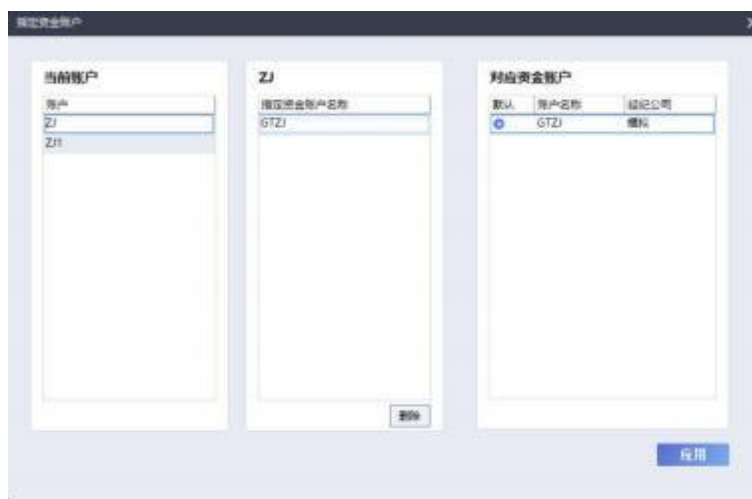 指定资金账户
当前账户
账户
ZJ
ZJ1
ZJ
指定资金账户名称
GTZJ
删除
对应资金账户
默认 账户名称 经纪公司
GTZJ 模拟
应用